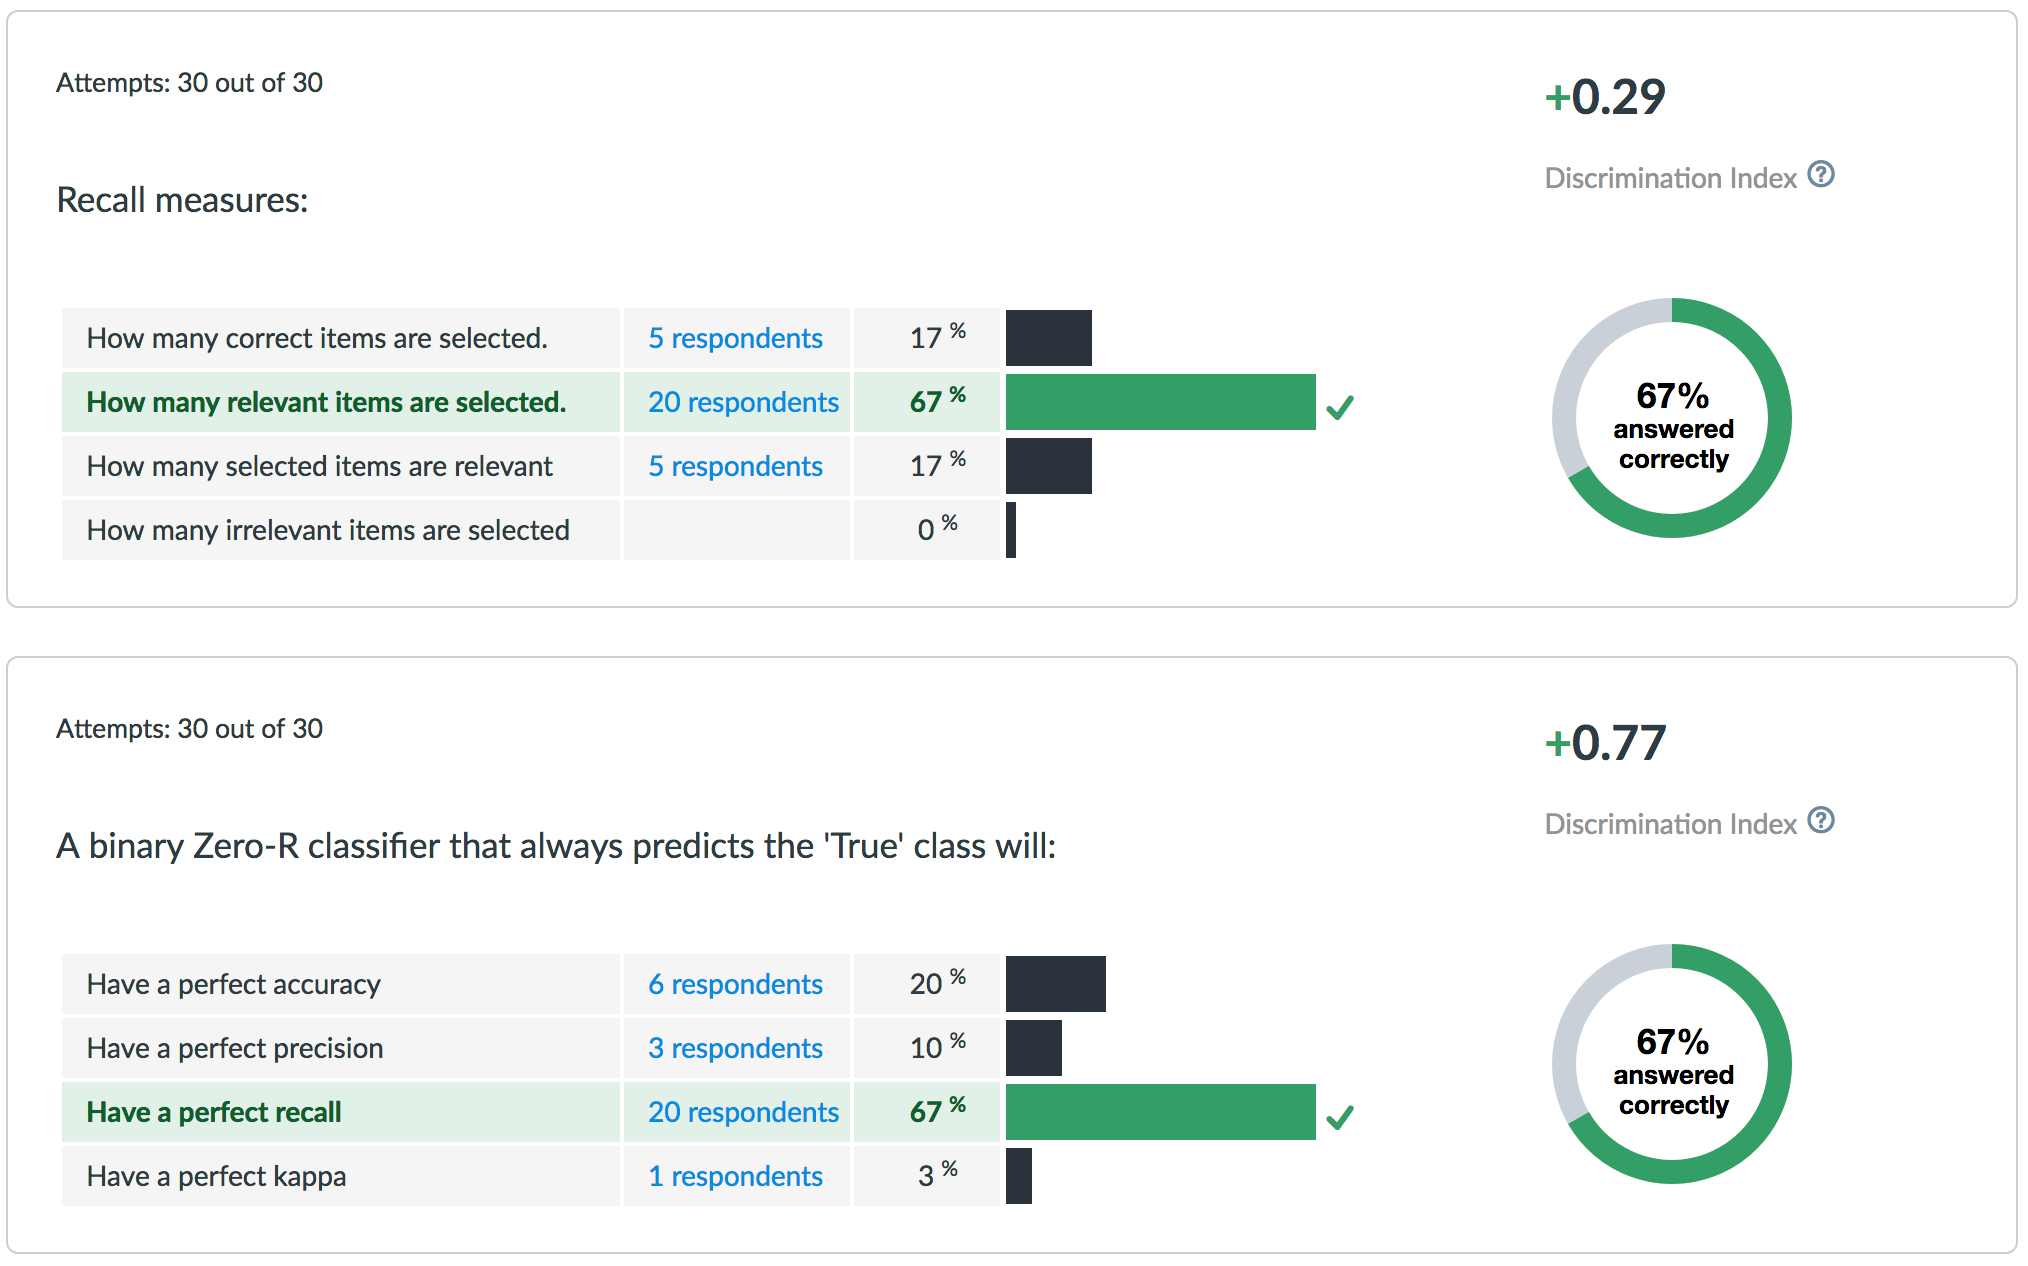 Attempts: 30 out of 30
+0.29
Discrimination Index ?
Recall measures:
How many correct items are selected. 5 respondents 17 %
How many relevant items are selected. 20 respondents 67 %
How many selected items are relevant 5 respondents 17 %
How many irrelevant items are selected 0 %
67%
answered
correctly
Attempts: 30 out of 30
+0.77
Discrimination Index ?
A binary Zero-R classifier that always predicts the 'True' class will:
Have a perfect accuracy 6 respondents 20 %
Have a perfect precision 3 respondents 10 %
Have a perfect recall 20 respondents 67 %
Have a perfect kappa 1 respondents 3 %
67%
answered
correctly